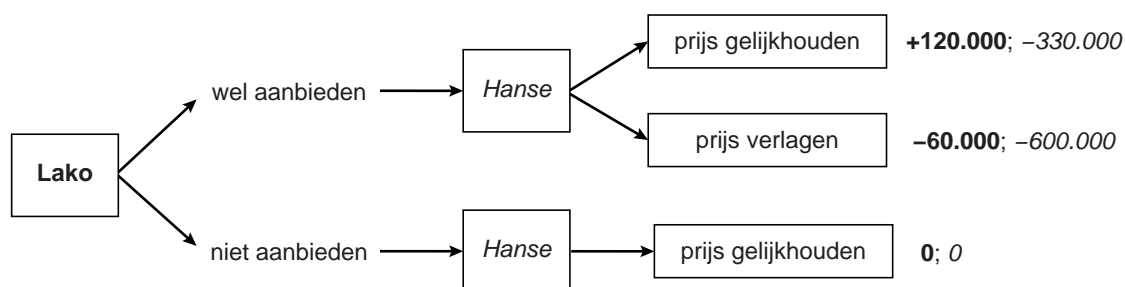 prijs gelijkhouden +120.000; −330.000
wel aanbieden Hanse
prijs verlagen −60.000; −600.000
Lako
niet aanbieden Hanse prijs gelijkhouden 0; 0